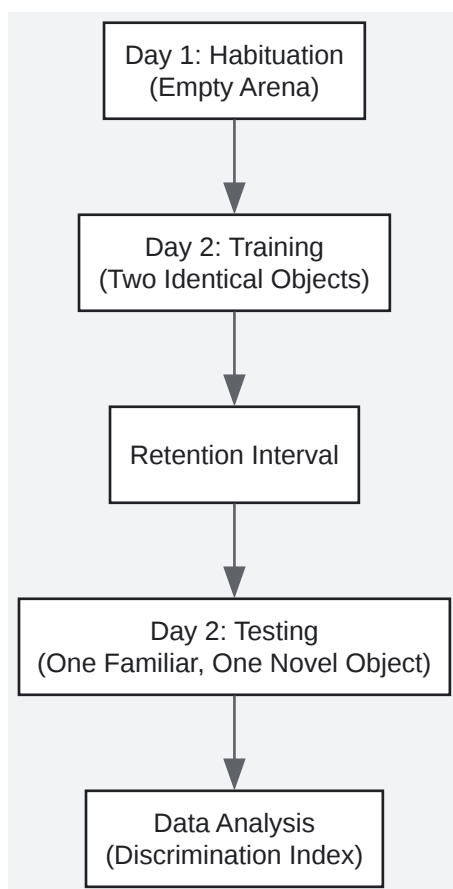 Day 1: Habituation
(Empty Arena)
Day 2: Training
(Two Identical Objects)
Retention Interval
Day 2: Testing
(One Familiar, One Novel Object)
Data Analysis
(Discrimination Index)